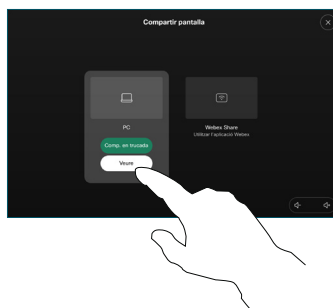 Compartir pantalla
PC
Comp. en trucada
Veure
Webex Share
Utilitzar l'aplicació Webex